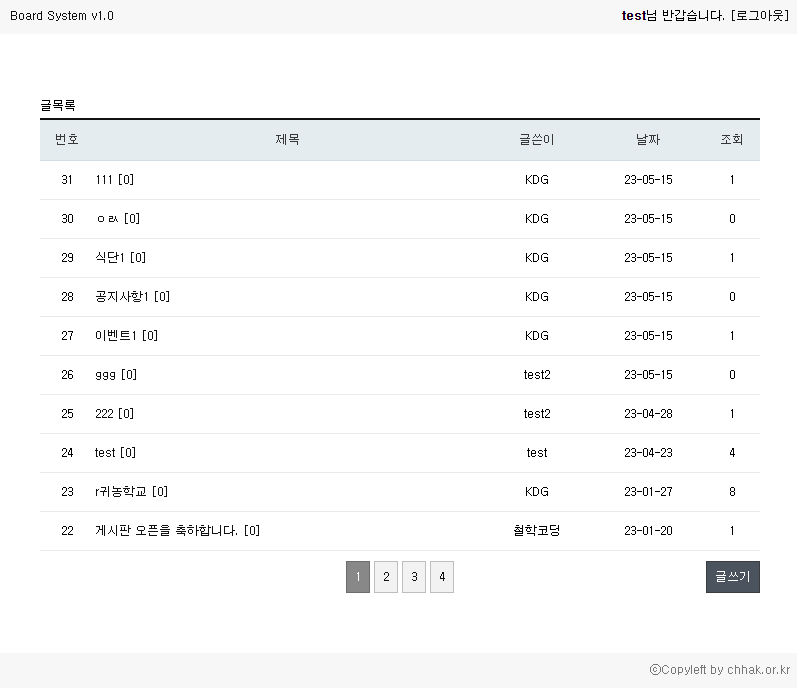 Board System v1.0 test님 반갑습니다. [로그아웃]
글목록
번호 제목 글쓴이 날짜 조회
31 111 [0] KDG 23-05-15 1
30 ㅇㄻ [0] KDG 23-05-15 0
29 식단1 [0] KDG 23-05-15 1
28 공지사항1 [0] KDG 23-05-15 0
27 이벤트1 [0] KDG 23-05-15 1
26 ggg [0] test2 23-05-15 0
25 222 [0] test2 23-04-28 1
24 test [0] test 23-04-23 4
23 r귀농학교 [0] KDG 23-01-27 8
22 게시판 오픈을 축하합니다. [0] 철학코딩 23-01-20 1
1 2 3 4 글쓰기
ⓒCopyleft by chhak.or.kr